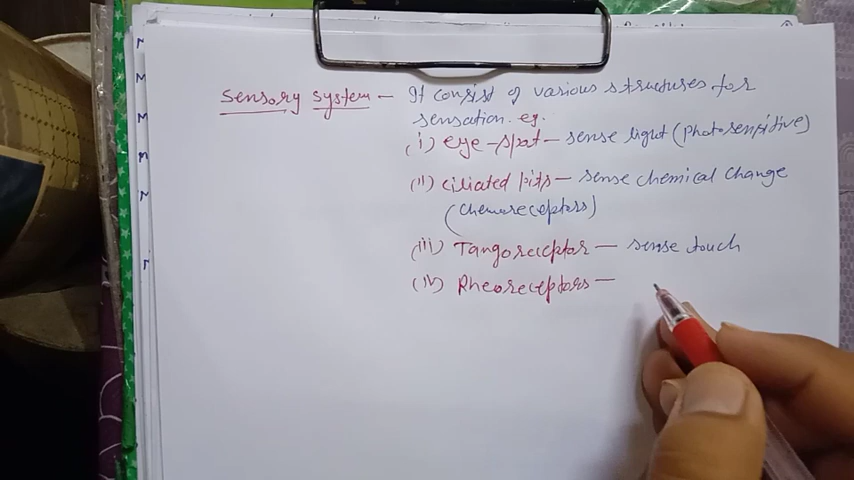 Sensory system - It consist of various structures for
sensation. eg.
(i) eye-spot - sense light (Photosensitive)
(ii) ciliated pits - sense chemical change
(Chemoreceptors)
(iii) Tangoreceptor - sense touch
(iv) Rheoreceptors -